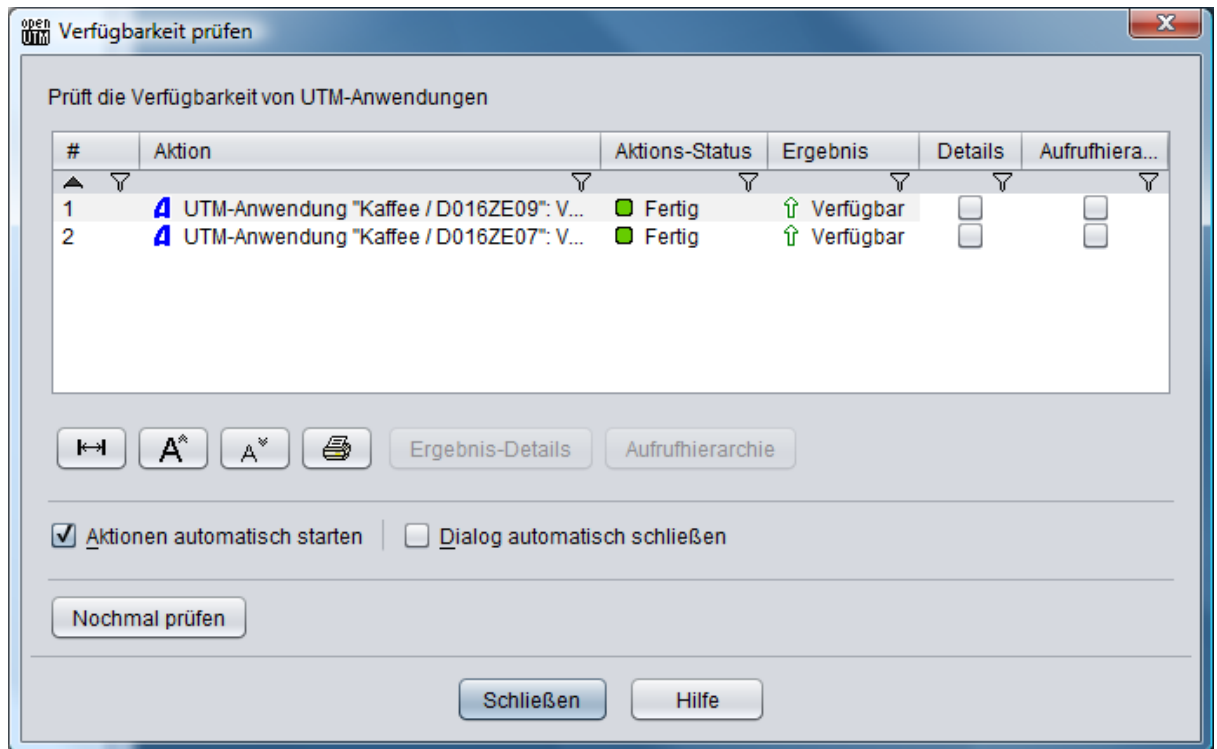 open UTM Verfügbarkeit prüfen
Prüft die Verfügbarkeit von UTM-Anwendungen
# Aktion Aktions-Status Ergebnis Details Aufrufhiera...
1 UTM-Anwendung "Kaffee / D016ZE09": V... Fertig Verfügbar
2 UTM-Anwendung "Kaffee / D016ZE07": V... Fertig Verfügbar
A A Ergebnis-Details Aufrufhierarchie
Aktionen automatisch starten Dialog automatisch schließen
Nochmal prüfen
Schließen Hilfe